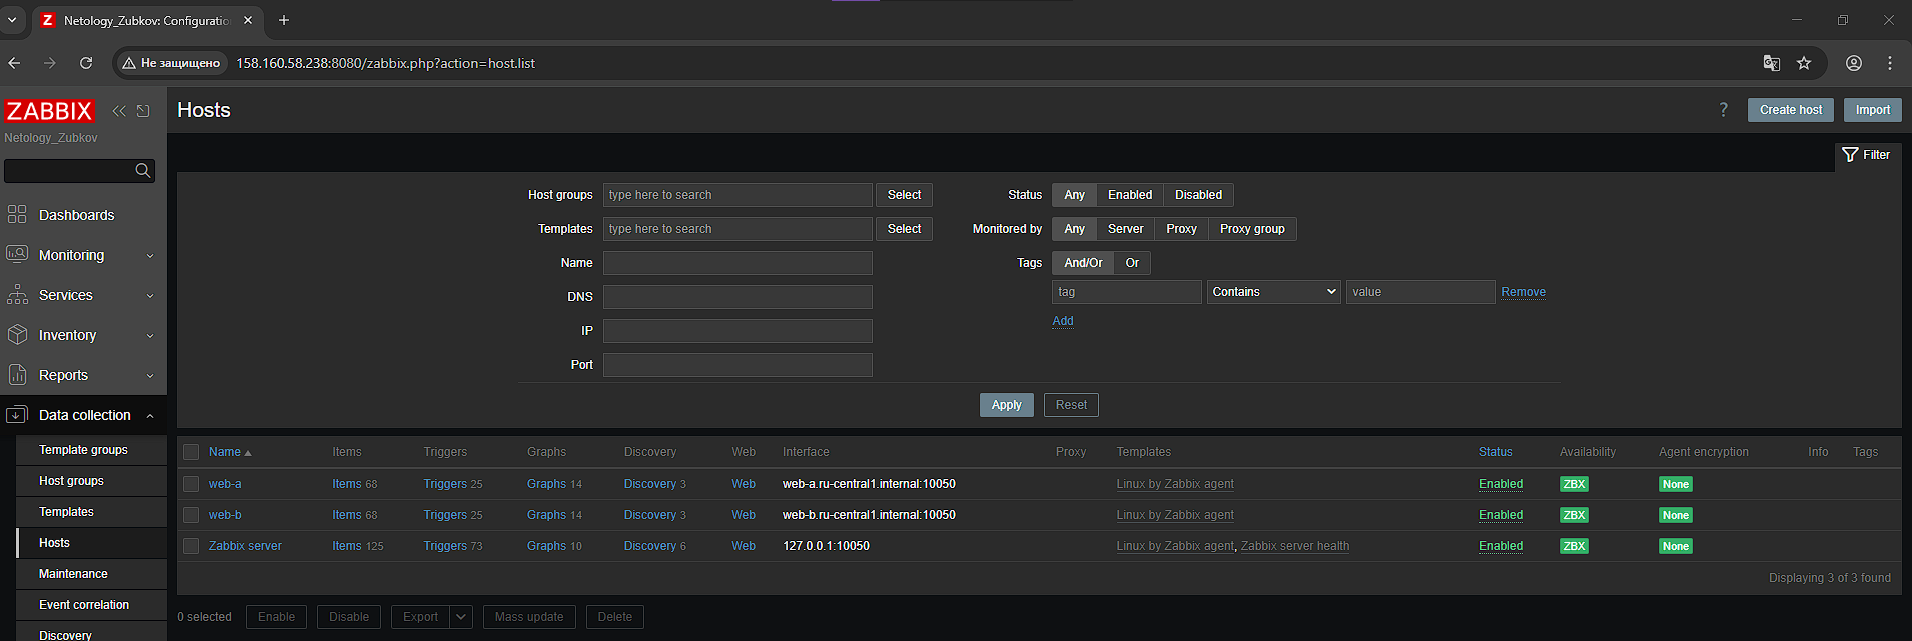 Z Netology_Zubkov: Configuratio
Не защищено 158.160.58.238:8080/zabbix.php?action=host.list
ZABBIX
Netology_Zubkov
Dashboards
Monitoring
Services
Inventory
Reports
Data collection
Template groups
Host groups
Templates
Hosts
Maintenance
Event correlation
Discovery
Hosts
? Create host Import
Filter
Host groups type here to search Select
Templates type here to search Select
Name
DNS
IP
Port
Status Any Enabled Disabled
Monitored by Any Server Proxy Proxy group
Tags And/Or Or
tag Contains value Remove
Add
Apply Reset
Name Items Triggers Graphs Discovery Web Interface Proxy Templates Status Availability Agent encryption Info Tags
web-a Items 68 Triggers 25 Graphs 14 Discovery 3 Web web-a.ru-central1.internal:10050 Linux by Zabbix agent Enabled ZBX None
web-b Items 68 Triggers 25 Graphs 14 Discovery 3 Web web-b.ru-central1.internal:10050 Linux by Zabbix agent Enabled ZBX None
Zabbix server Items 125 Triggers 73 Graphs 10 Discovery 6 Web 127.0.0.1:10050 Linux by Zabbix agent, Zabbix server health Enabled ZBX None
Displaying 3 of 3 found
0 selected Enable Disable Export Mass update Delete